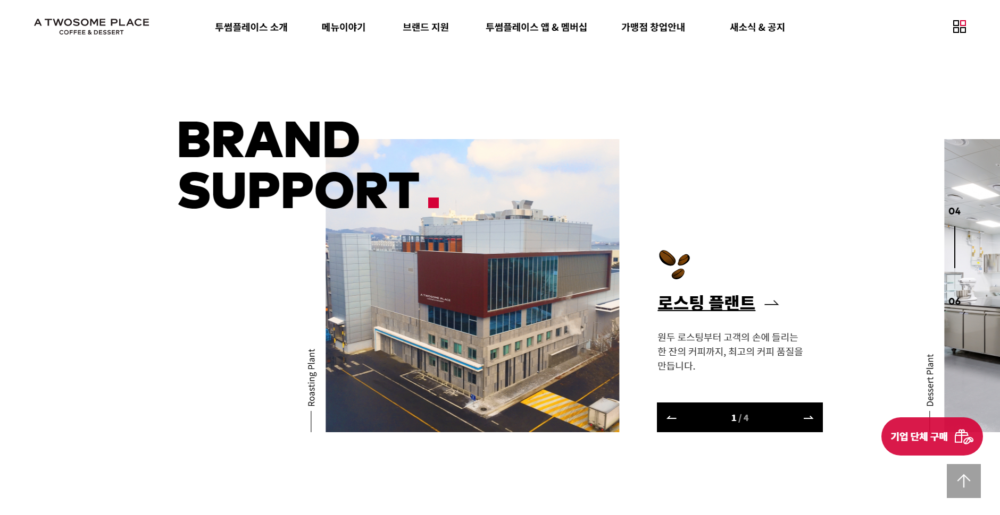 A TWOSOME PLACE
COFFEE & DESSERT
투썸플레이스 소개
메뉴이야기
브랜드 지원
투썸플레이스 앱 & 멤버십
가맹점 창업안내
새소식 & 공지
BRAND
SUPPORT.
A TWOSOME PLACE
COFFEE & DESSERT
Roasting Plant
로스팅 플랜트
원두 로스팅부터 고객의 손에 들리는
한 잔의 커피까지, 최고의 커피 품질을
만듭니다.
1 / 4
04
06
Dessert Plant
기업 단체 구매